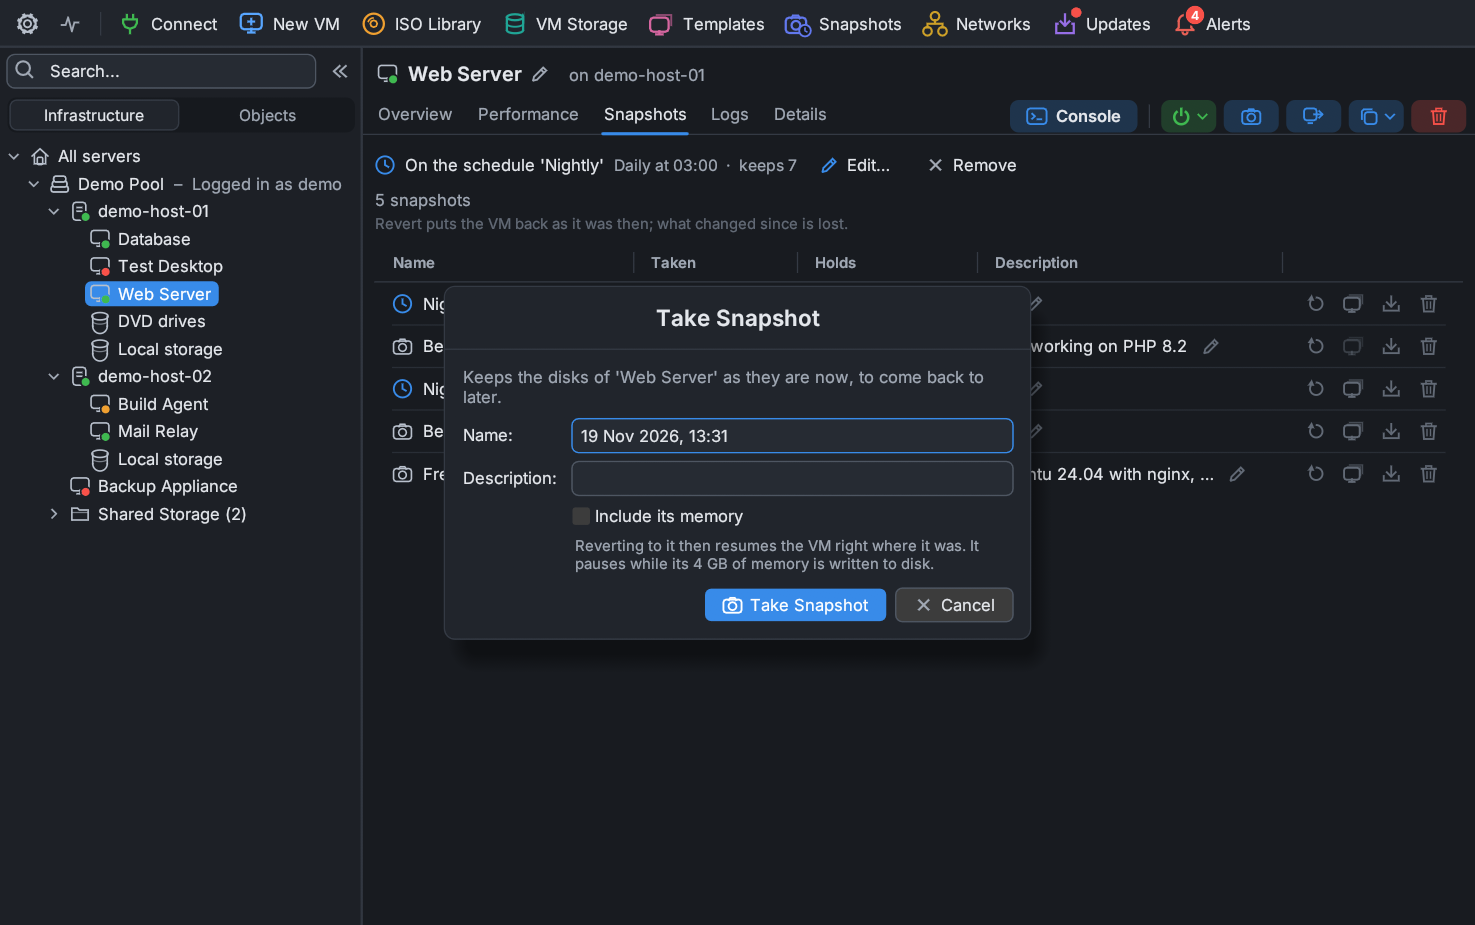 Connect
New VM
ISO Library
VM Storage
Templates
Snapshots
Networks
Updates
4
Alerts
Search...
Infrastructure
Objects
All servers
Demo Pool – Logged in as demo
demo-host-01
Database
Test Desktop
Web Server
DVD drives
Local storage
demo-host-02
Build Agent
Mail Relay
Local storage
Backup Appliance
Shared Storage (2)
Web Server
on demo-host-01
Overview
Performance
Snapshots
Logs
Details
Console
On the schedule 'Nightly' Daily at 03:00 · keeps 7
Edit...
Remove
5 snapshots
Revert puts the VM back as it was then; what changed since is lost.
Name
Taken
Holds
Description
working on PHP 8.2
24.04 with nginx, ...
Take Snapshot
Keeps the disks of 'Web Server' as they are now, to come back to
later.
Name:
19 Nov 2026, 13:31
Description:
Include its memory
Reverting to it then resumes the VM right where it was. It
pauses while its 4 GB of memory is written to disk.
Take Snapshot
Cancel